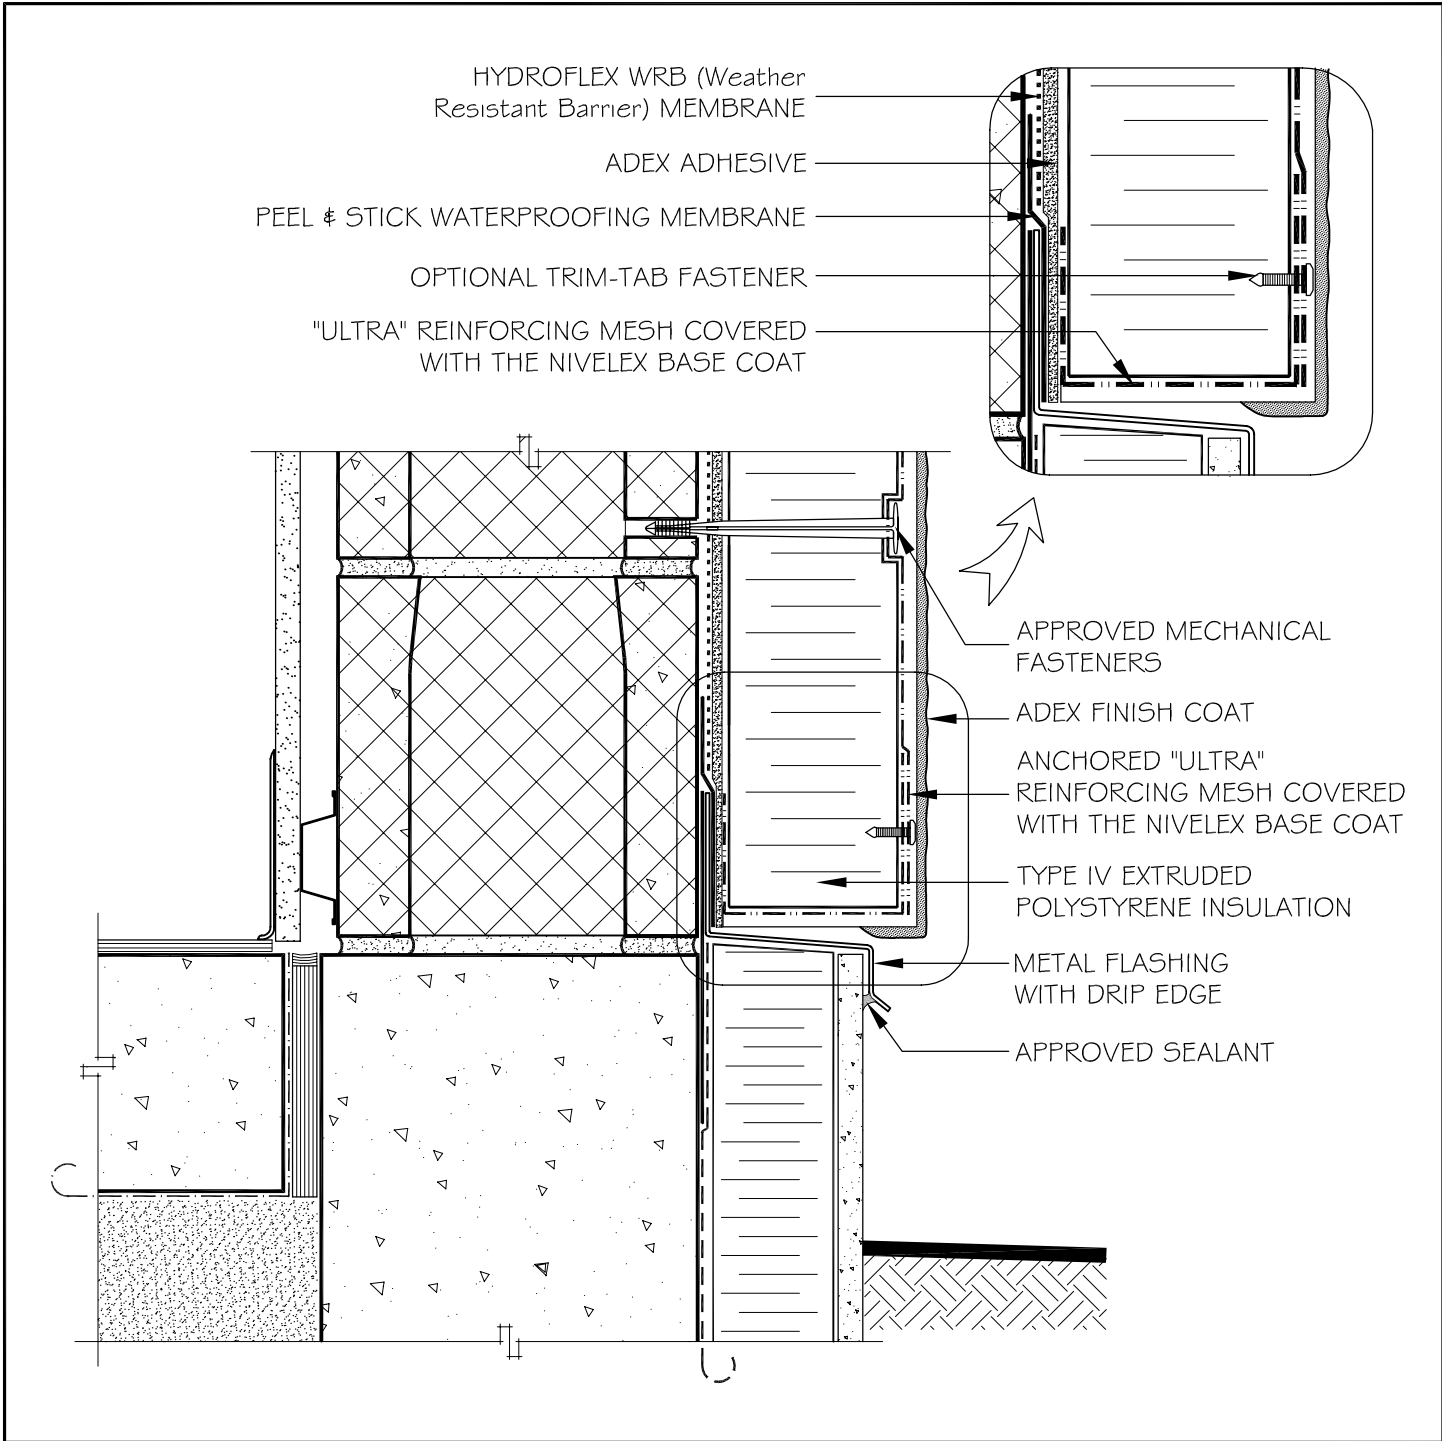 HYDROFLEX WRB (Weather
Resistant Barrier) MEMBRANE
ADEX ADHESIVE
PEEL & STICK WATERPROOFING MEMBRANE
OPTIONAL TRIM-TAB FASTENER
"ULTRA" REINFORCING MESH COVERED
WITH THE NIVELEX BASE COAT
APPROVED MECHANICAL
FASTENERS
ADEX FINISH COAT
ANCHORED "ULTRA"
REINFORCING MESH COVERED
WITH THE NIVELEX BASE COAT
TYPE IV EXTRUDED
POLYSTYRENE INSULATION
METAL FLASHING
WITH DRIP EDGE
APPROVED SEALANT